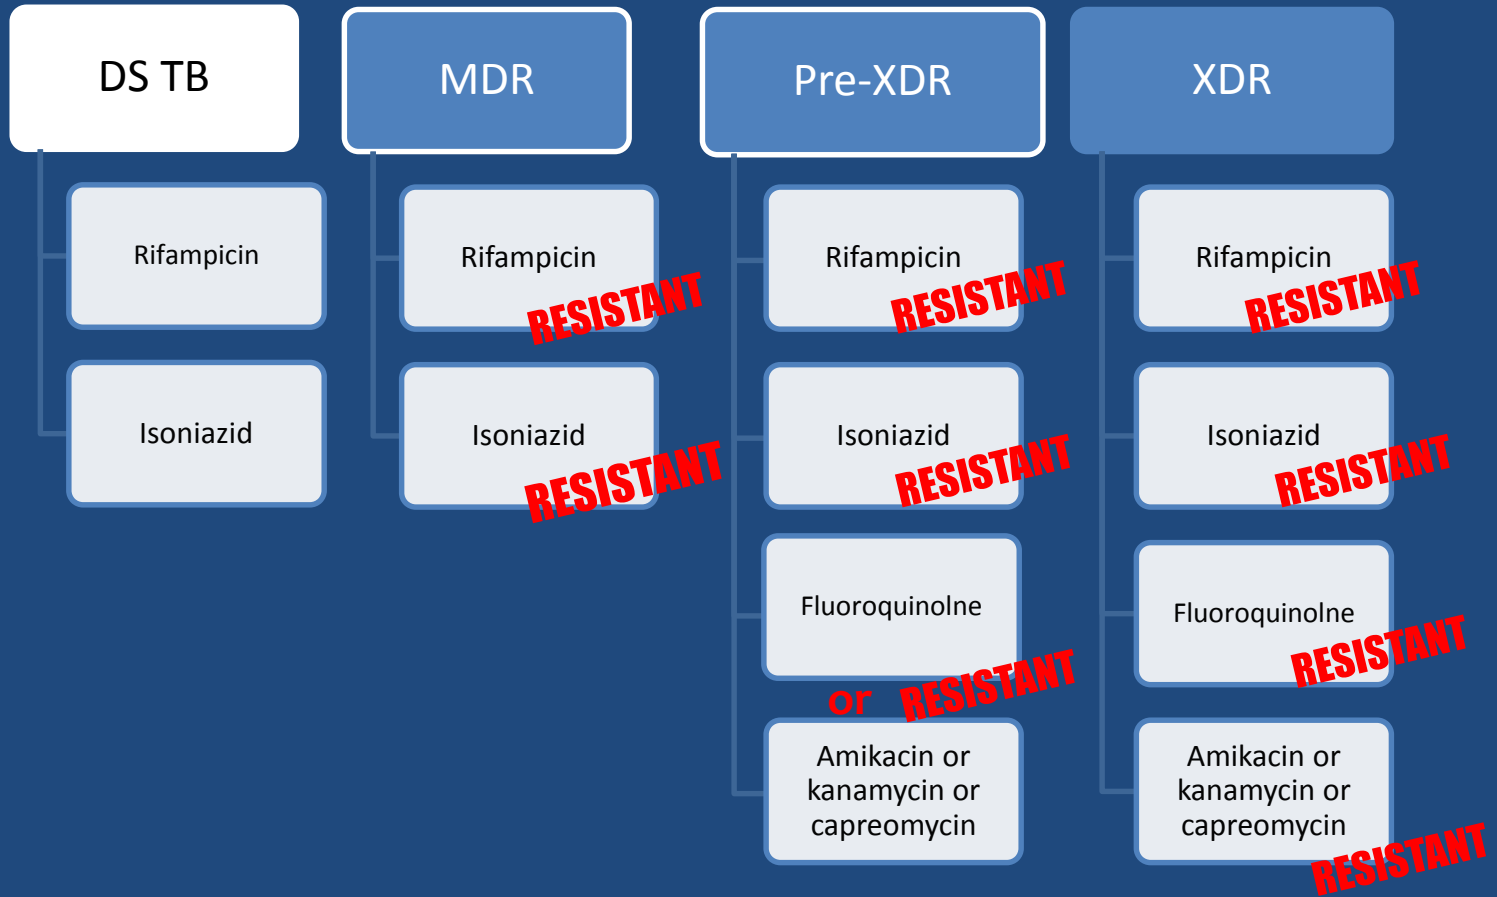 DS TB
Rifampicin
Isoniazid
MDR
Rifampicin
RESISTANT
Isoniazid
RESISTANT
Pre-XDR
Rifampicin
RESISTANT
Isoniazid
RESISTANT
Fluoroquinolne
or RESISTANT
Amikacin or
kanamycin or
capreomycin
XDR
Rifampicin
RESISTANT
Isoniazid
RESISTANT
Fluoroquinolne
RESISTANT
Amikacin or
kanamycin or
capreomycin
RESISTANT